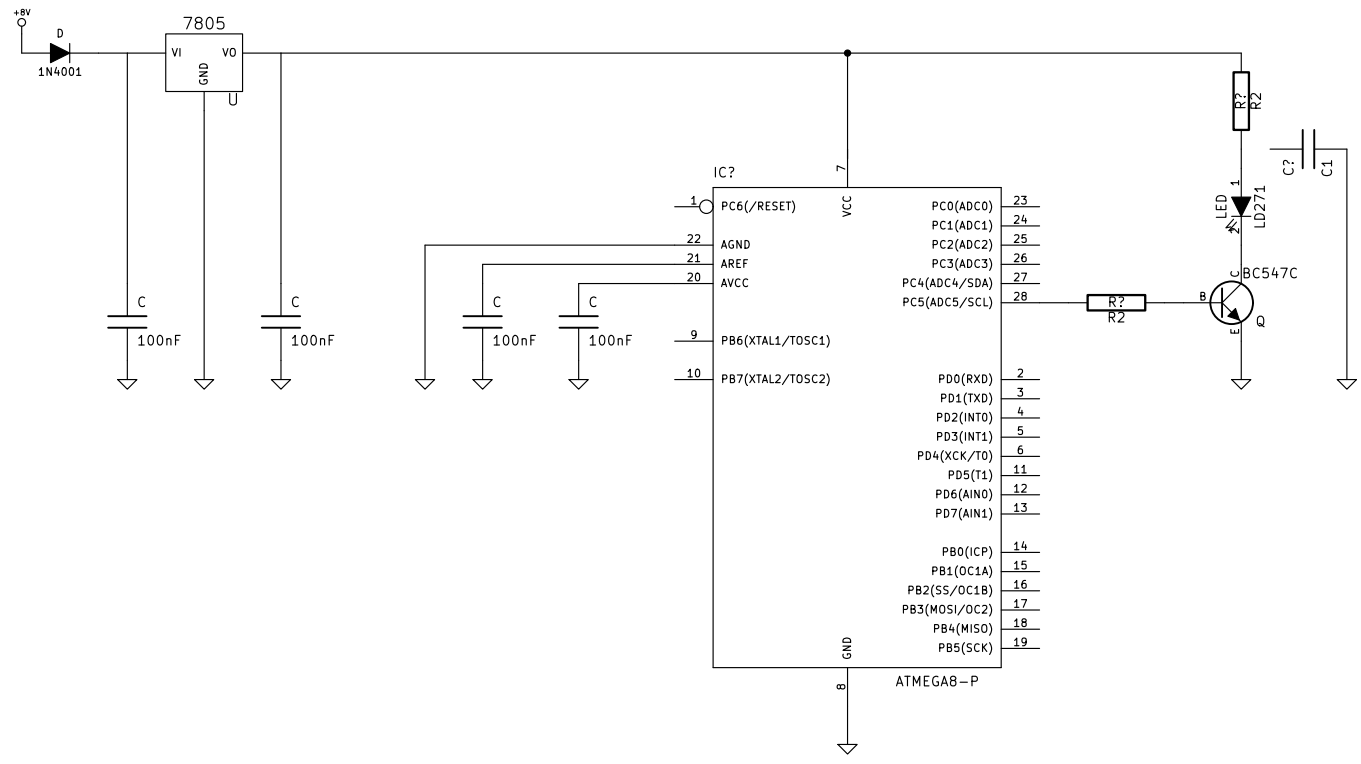 +8V
D
1N4001
7805
VI
VO
GND
U
C
100nF
C
100nF
C
100nF
C
100nF
IC?
7
VCC
1
PC6(/RESET)
22
AGND
21
AREF
20
AVCC
9
PB6(XTAL1/TOSC1)
10
PB7(XTAL2/TOSC2)
PC0(ADC0)
23
PC1(ADC1)
24
PC2(ADC2)
25
PC3(ADC3)
26
PC4(ADC4/SDA)
27
PC5(ADC5/SCL)
28
PD0(RXD)
2
PD1(TXD)
3
PD2(INT0)
4
PD3(INT1)
5
PD4(XCK/T0)
6
PD5(T1)
11
PD6(AIN0)
12
PD7(AIN1)
13
PB0(ICP)
14
PB1(OC1A)
15
PB2(SS/OC1B)
16
PB3(MOSI/OC2)
17
PB4(MISO)
18
PB5(SCK)
19
GND
8
ATMEGA8-P
R?
R2
R?
R2
1
LED
LD271
2
C
BC547C
B
Q
E
C?
C1